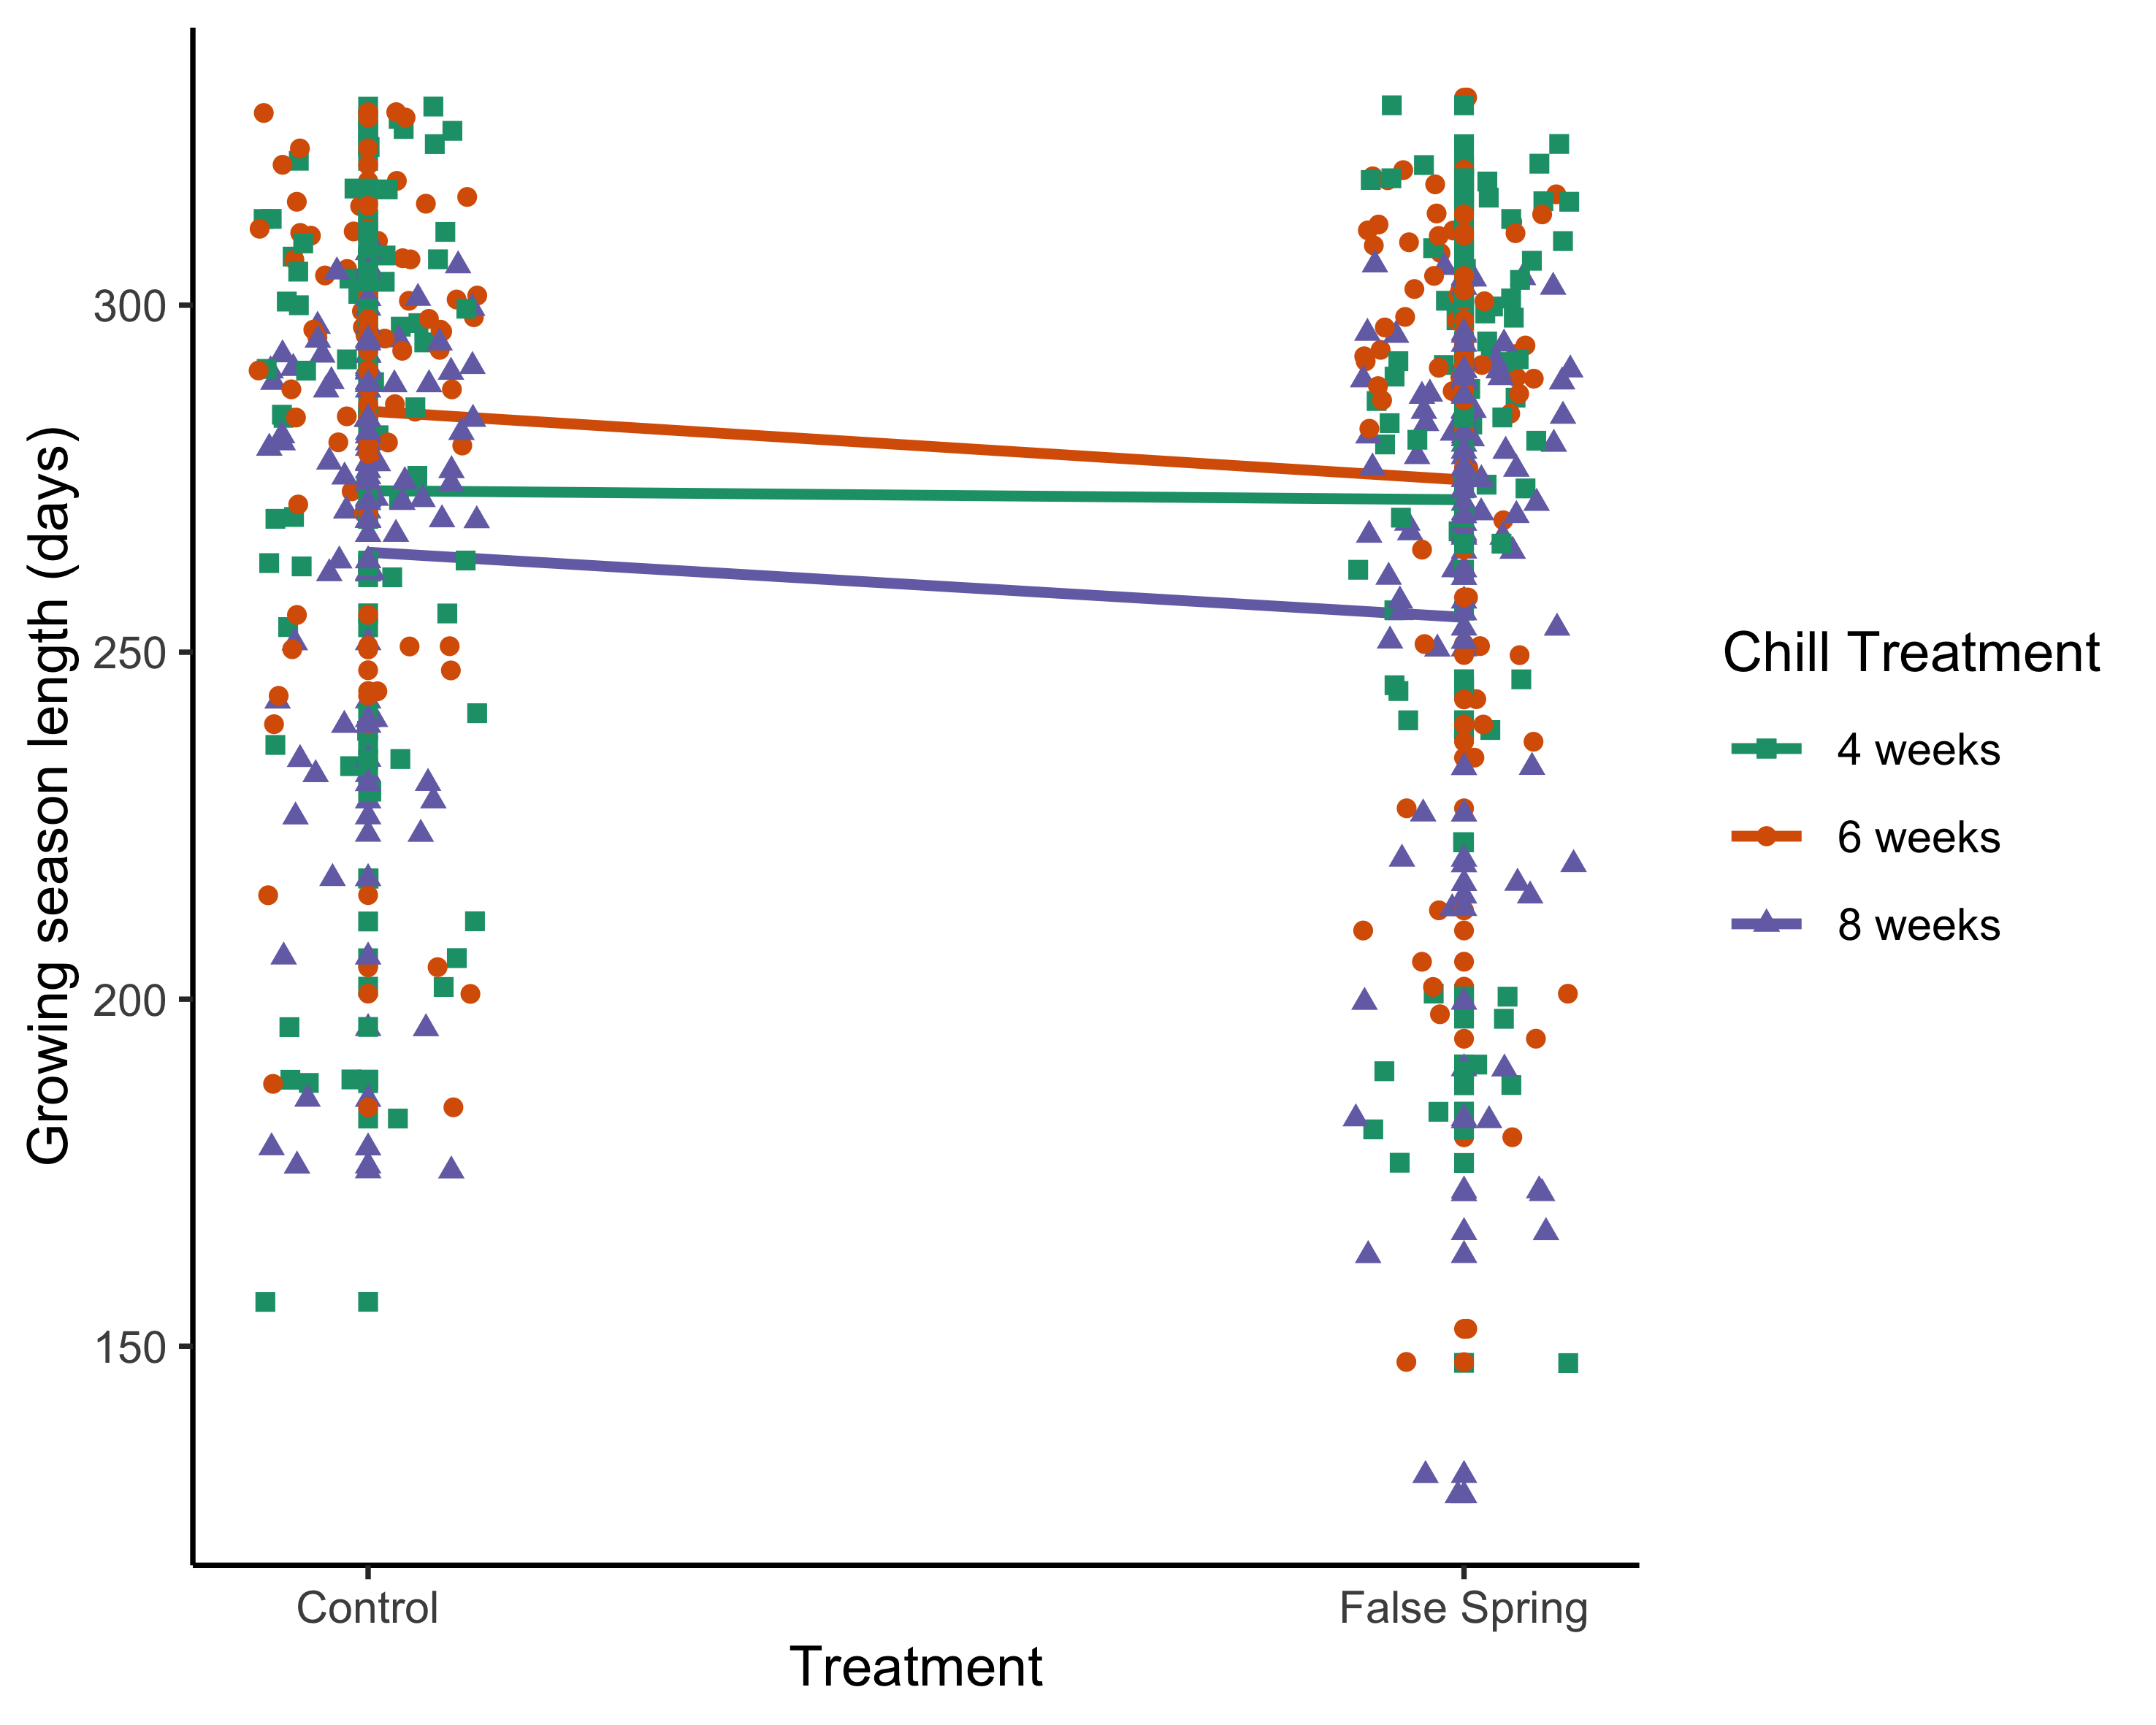 Growing season length (days)
300
250
200
150
Control
False Spring
Treatment
Chill Treatment
4 weeks
6 weeks
8 weeks